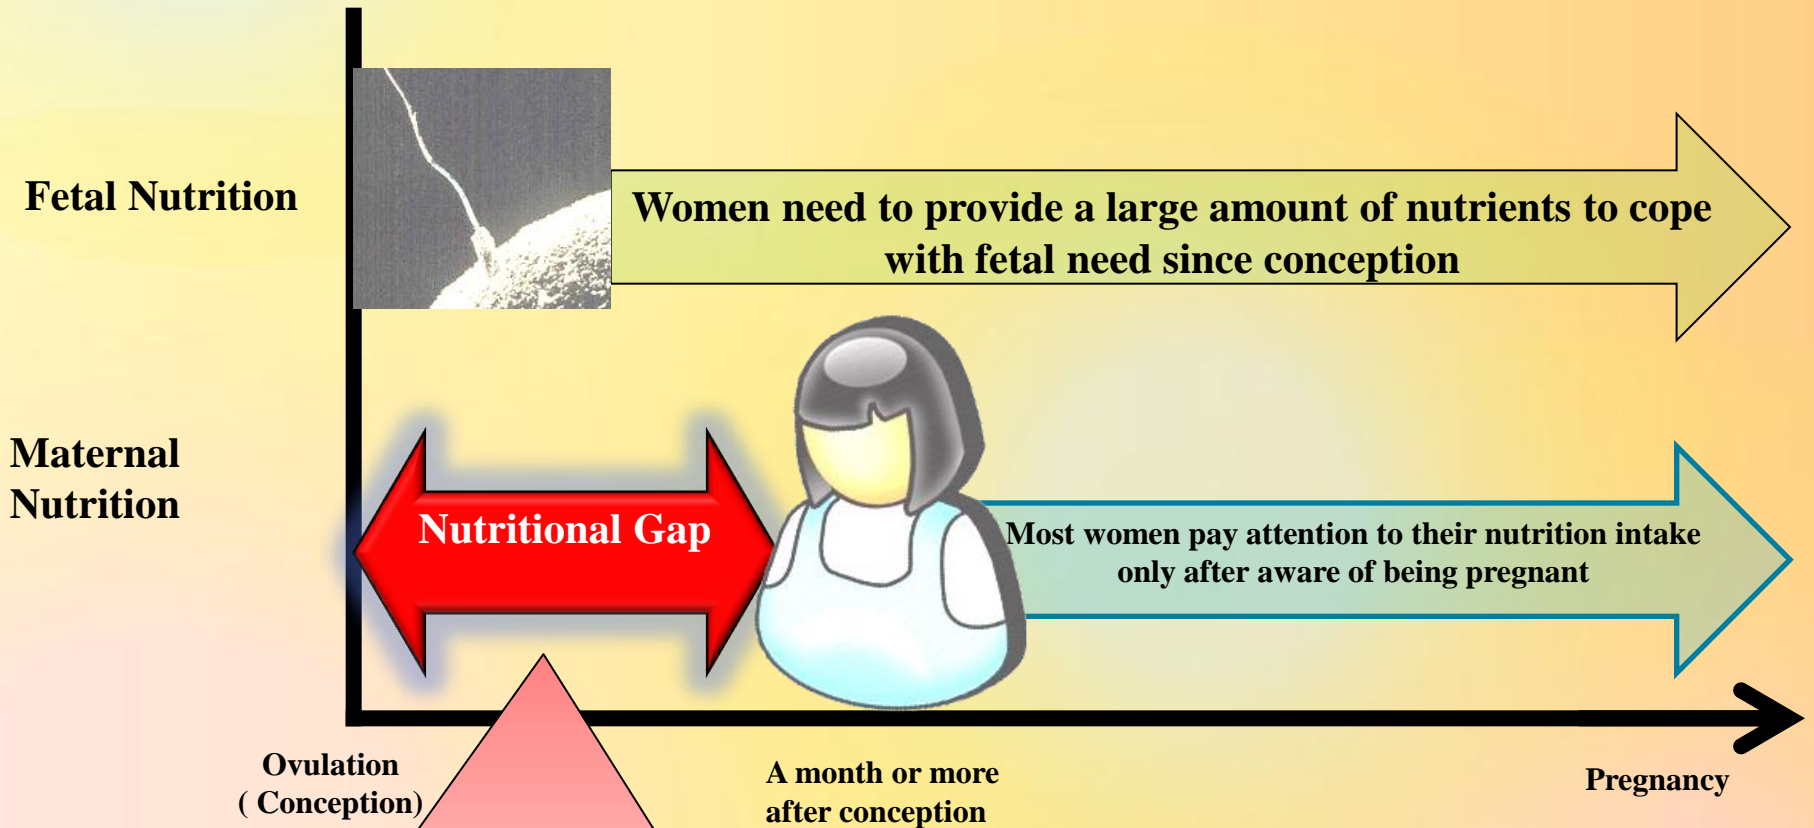 Fetal Nutrition
Women need to provide a large amount of nutrients to cope
with fetal need since conception
Maternal
Nutrition
Nutritional Gap
Most women pay attention to their nutrition intake
only after aware of being pregnant
Ovulation
( Conception)
A month or more
after conception
Pregnancy